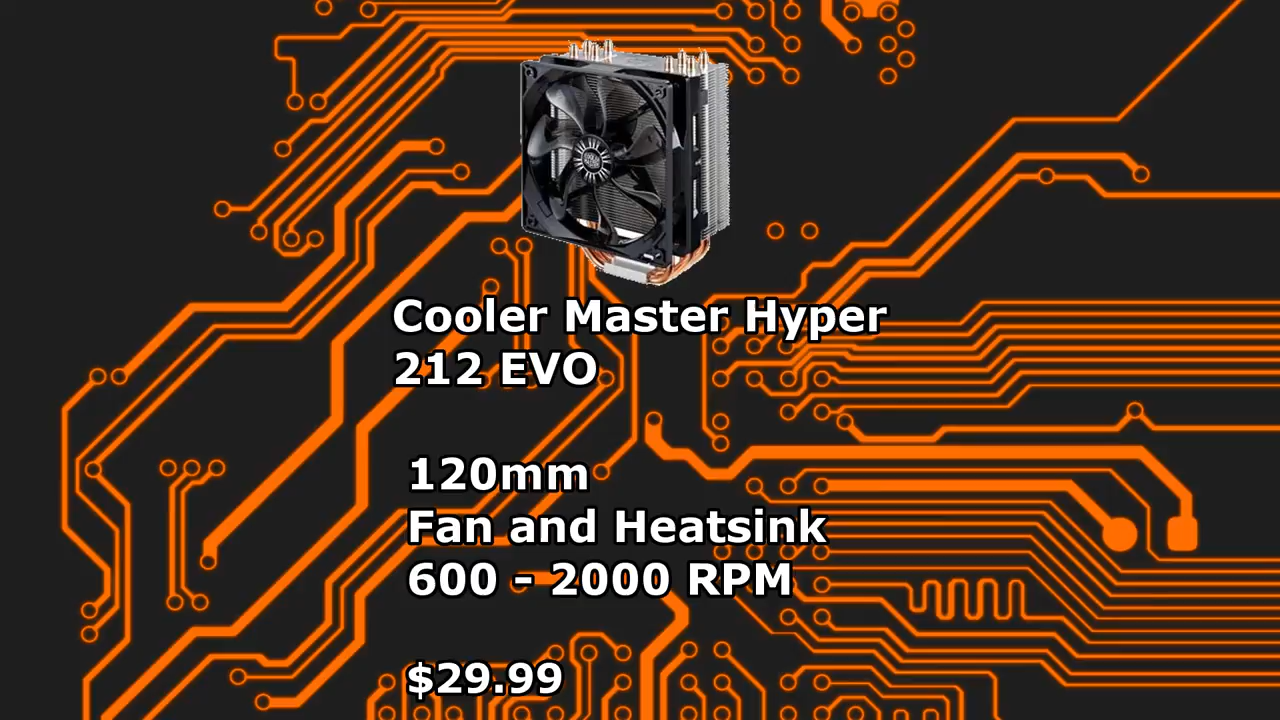 Cooler Master Hyper
212 EVO
120mm
Fan and Heatsink
600 - 2000 RPM
$29.99